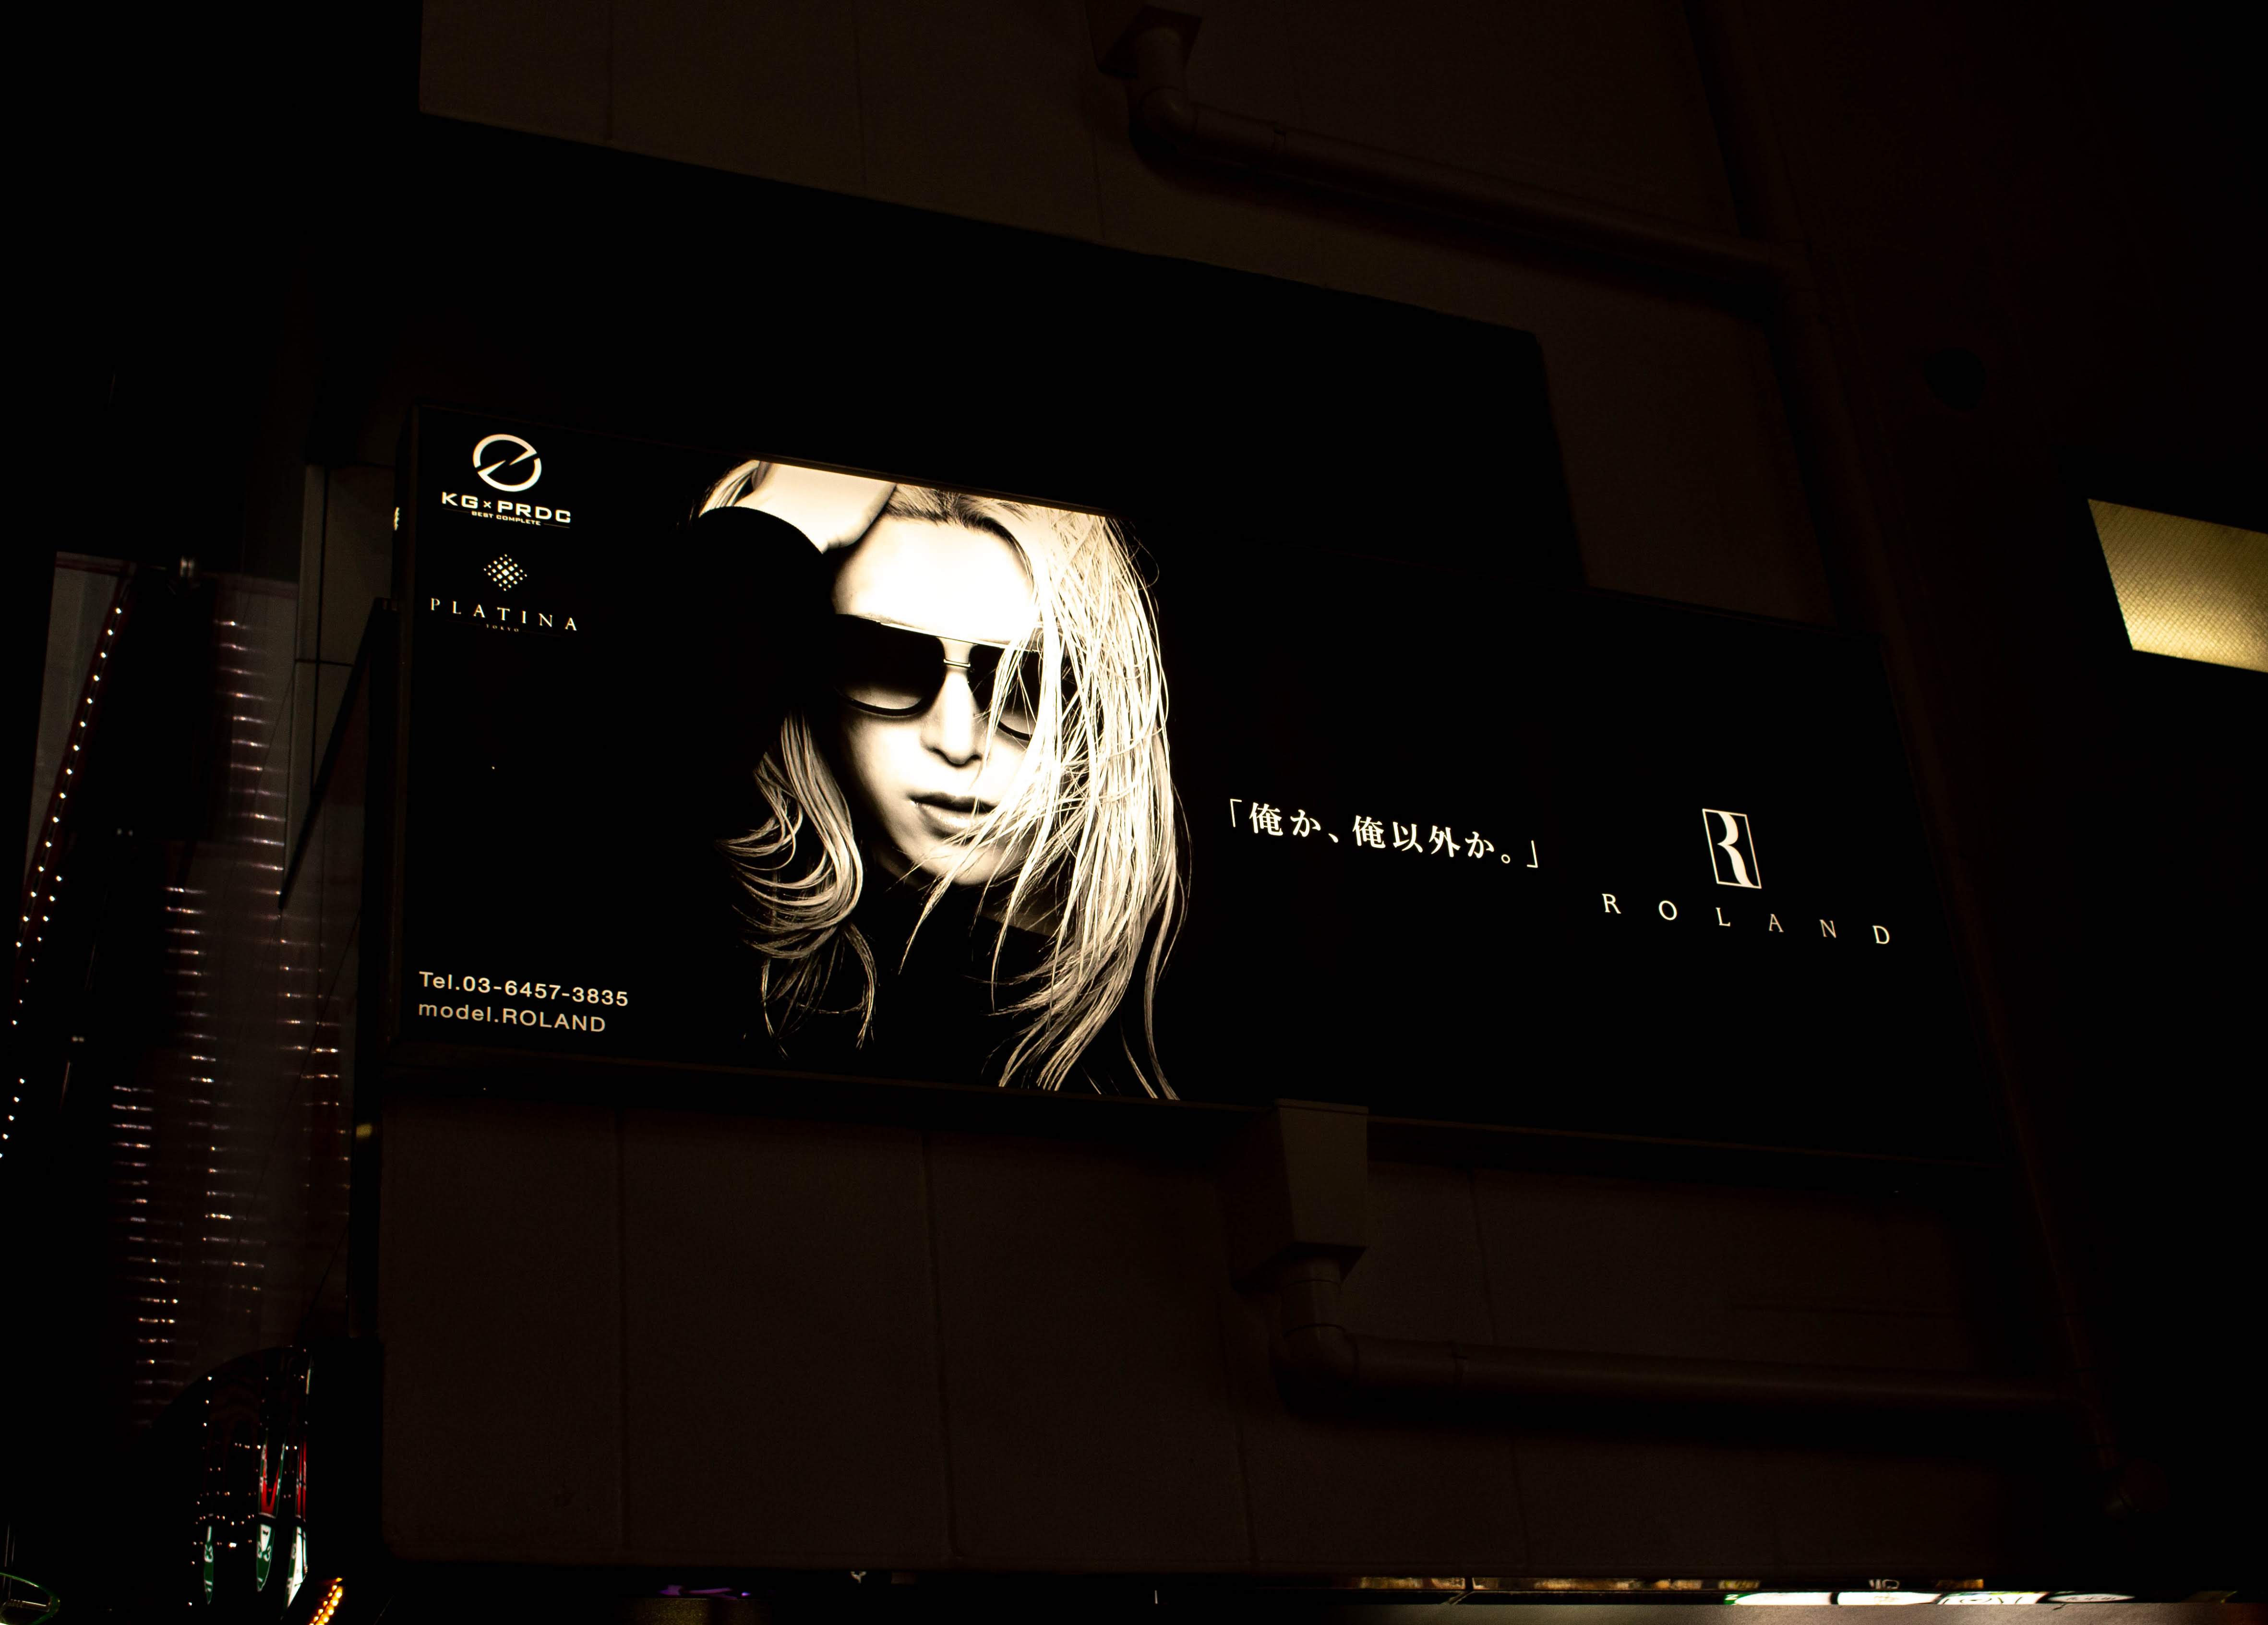 KG×PRDC
BEST COMPLETE
PLATINA
TOKYO
「俺か、俺以外か。」
R
ROLAND
Tel.03-6457-3835
model.ROLAND